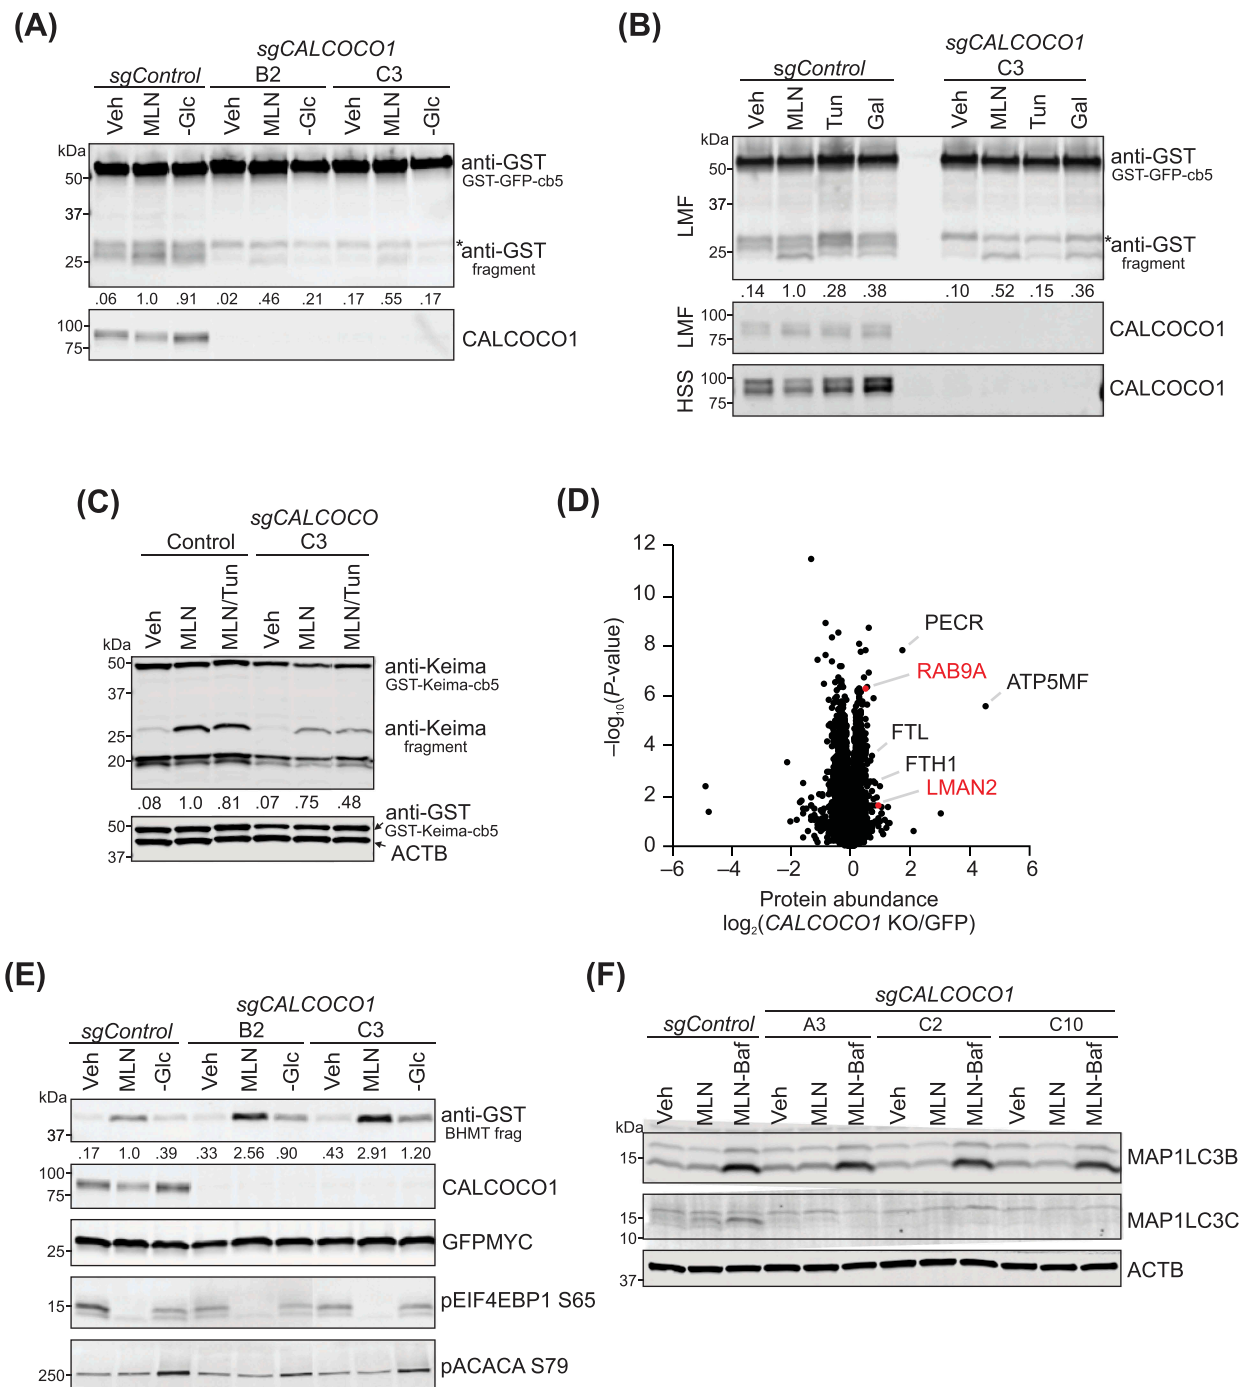 (A)
sgCALCOCO1
sgControl B2 C3
Veh MLN -Glc Veh MLN -Glc Veh MLN -Glc
kDa
50
37
25
anti-GST
GST-GFP-cb5
*
anti-GST
fragment
.06 1.0 .91 .02 .46 .21 .17 .55 .17
100
75
CALCOCO1
(B)
sgCALCOCO1
sgControl C3
Veh MLN Tun Gal Veh MLN Tun Gal
kDa
50
37
25
LMF
anti-GST
GST-GFP-cb5
*
anti-GST
fragment
.14 1.0 .28 .38 .10 .52 .15 .36
LMF
100
75
CALCOCO1
HSS
100
75
CALCOCO1
(C)
sgCALCOCO
Control C3
Veh MLN MLN/Tun Veh MLN MLN/Tun
kDa
50
37
25
20
anti-Keima
GST-Keima-cb5
anti-Keima
fragment
.08 1.0 .81 .07 .75 .48
50
37
anti-GST
GST-Keima-cb5
ACTB
(D)
12
10
8
6
4
2
0
–log10(P-value)
PECR
RAB9A
ATP5MF
FTL
FTH1
LMAN2
–6 –4 –2 0 2 4 6
Protein abundance
log2(CALCOCO1 KO/GFP)
(E)
sgCALCOCO1
sgControl B2 C3
Veh MLN -Glc Veh MLN -Glc Veh MLN -Glc
kDa
37
anti-GST
BHMT frag
.17 1.0 .39 .33 2.56 .90 .43 2.91 1.20
100
75
CALCOCO1
25
GFPMYC
15
pEIF4EBP1 S65
250
pACACA S79
(F)
sgCALCOCO1
sgControl A3 C2 C10
Veh MLN MLN-Baf Veh MLN MLN-Baf Veh MLN MLN-Baf Veh MLN MLN-Baf
kDa
15
MAP1LC3B
15
10
MAP1LC3C
37
ACTB